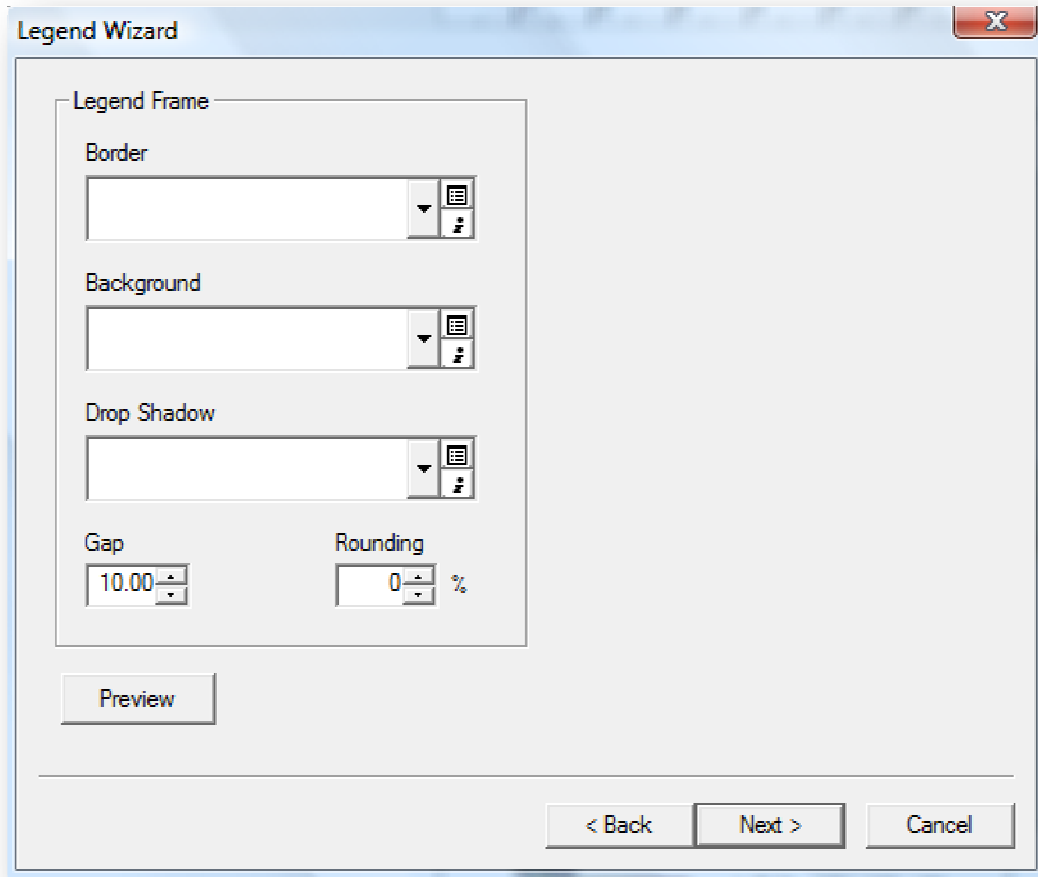 Legend Wizard
Legend Frame
Border
Background
Drop Shadow
Gap
Rounding
10.00
0 %
Preview
< Back
Next >
Cancel